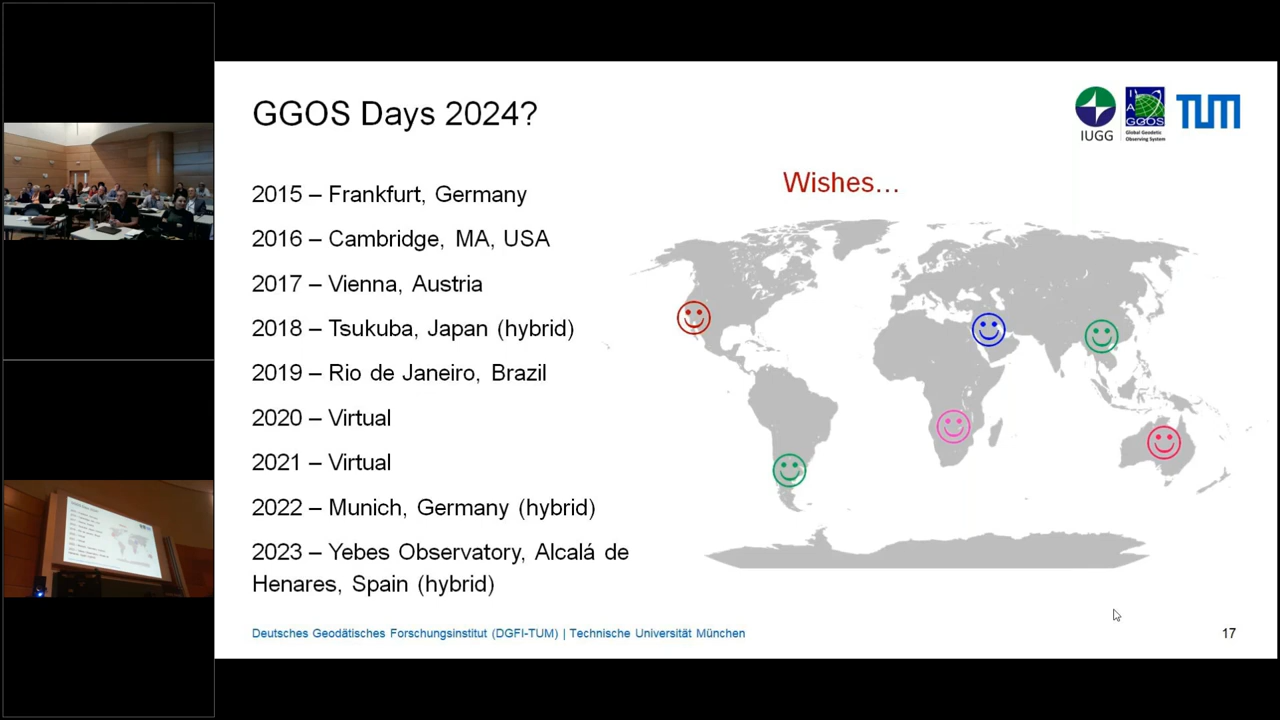 GGOS Days 2024?
IUGG
I
A
G
GGOS
Global Geodetic
Observing System
TUM
2015 – Frankfurt, Germany
2016 – Cambridge, MA, USA
2017 – Vienna, Austria
2018 – Tsukuba, Japan (hybrid)
2019 – Rio de Janeiro, Brazil
2020 – Virtual
2021 – Virtual
2022 – Munich, Germany (hybrid)
2023 – Yebes Observatory, Alcalá de
Henares, Spain (hybrid)
Wishes…
Deutsches Geodätisches Forschungsinstitut (DGFI-TUM) | Technische Universität München
17